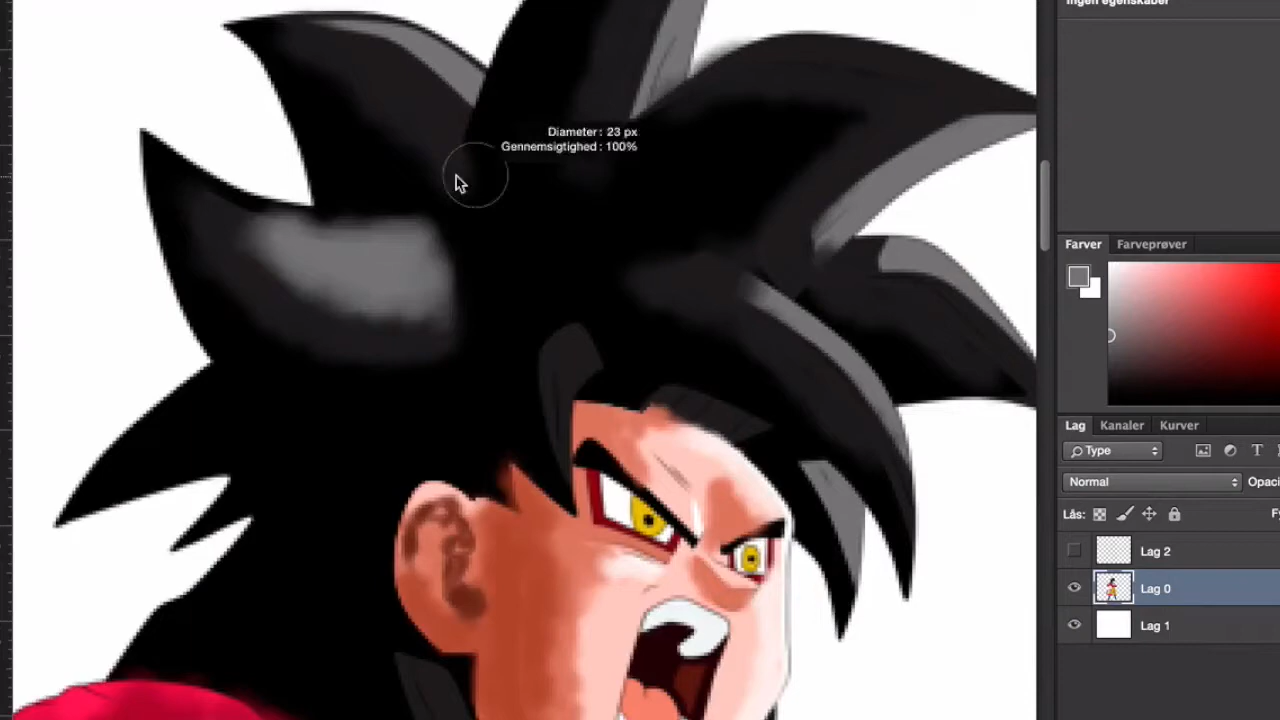 Ingen egenskaber
Diameter: 23 px
Gennemsigtighed: 100%
Farver Farveprøver
Lag Kanaler Kurver
Type T
Normal Opaci
Lås:
Lag 2
Lag 0
Lag 1